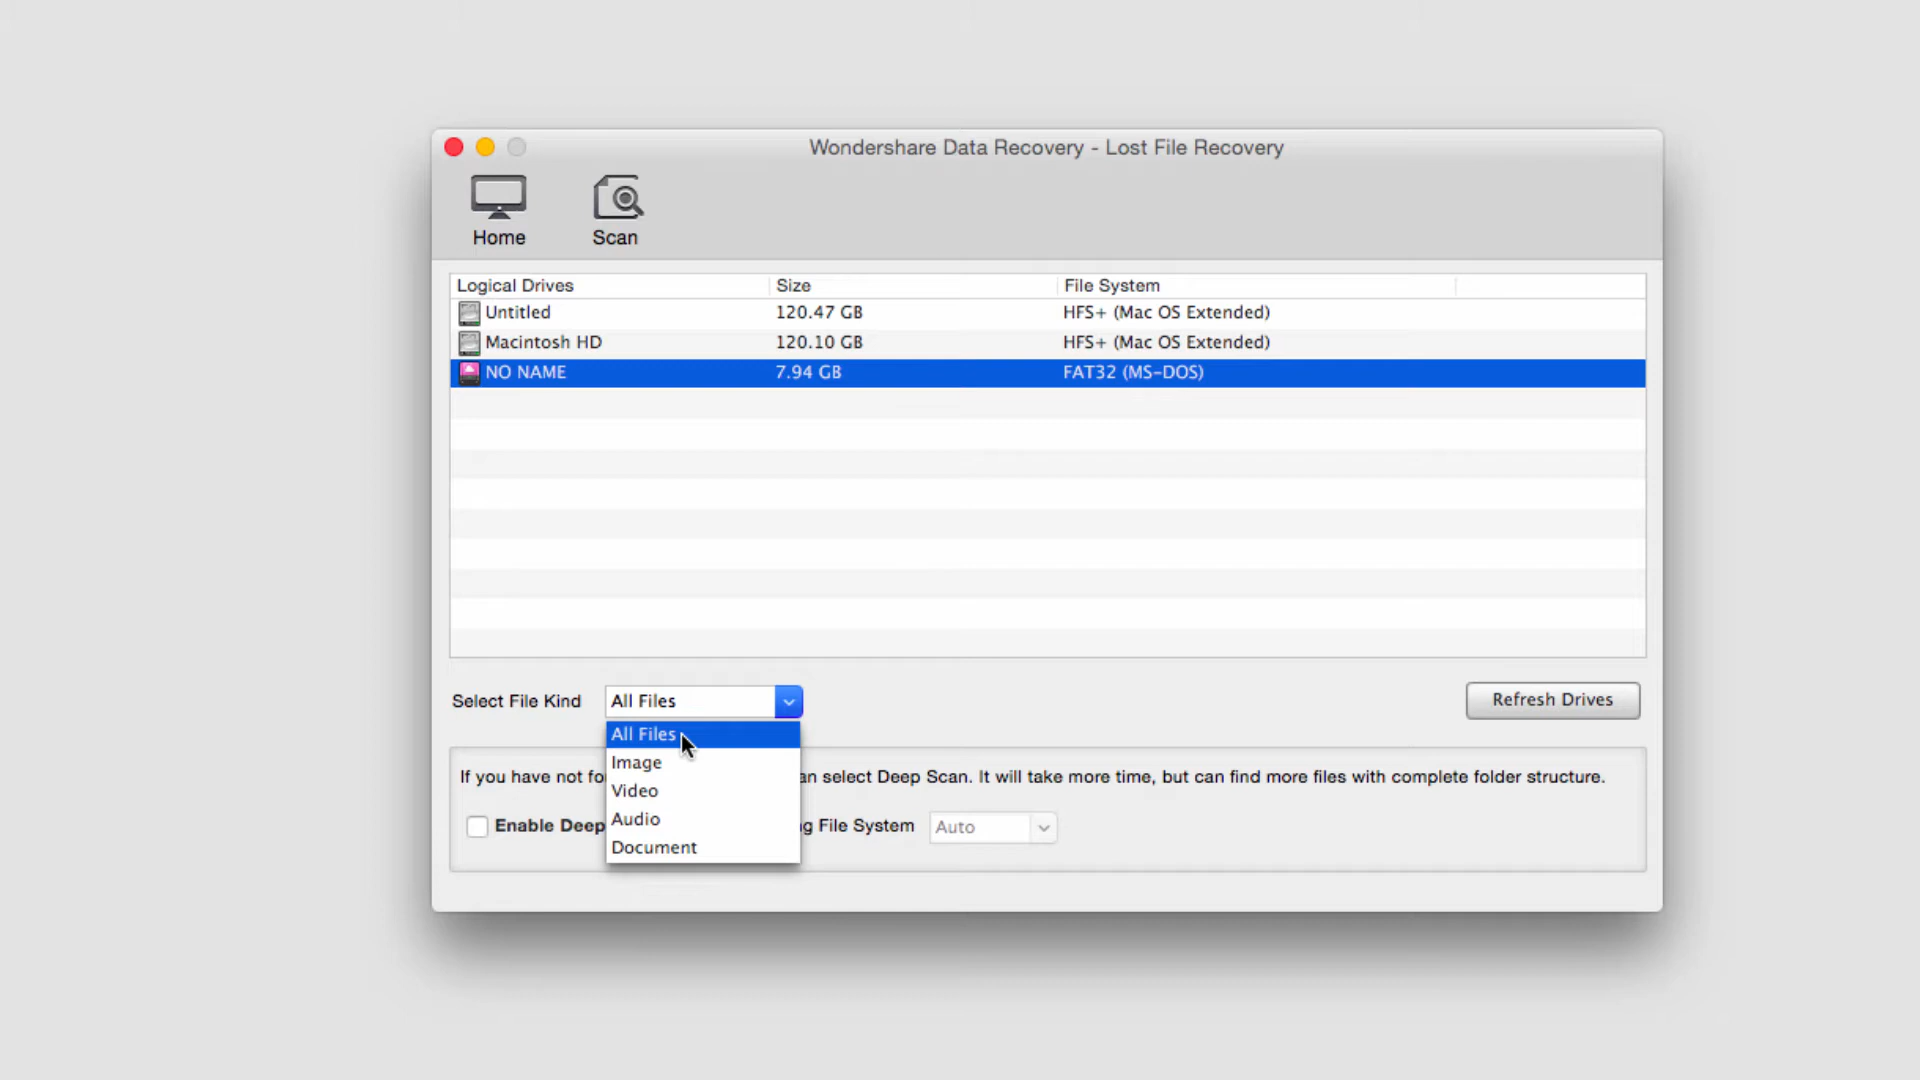 Wondershare Data Recovery - Lost File Recovery
Home Scan
Logical Drives Size File System
Untitled 120.47 GB HFS+ (Mac OS Extended)
Macintosh HD 120.10 GB HFS+ (Mac OS Extended)
NO NAME 7.94 GB FAT32 (MS-DOS)
Select File Kind All Files Refresh Drives
All Files
Image
Video
Audio
Document
If you have not fo an select Deep Scan. It will take more time, but can find more files with complete folder structure.
Enable Deep g File System Auto